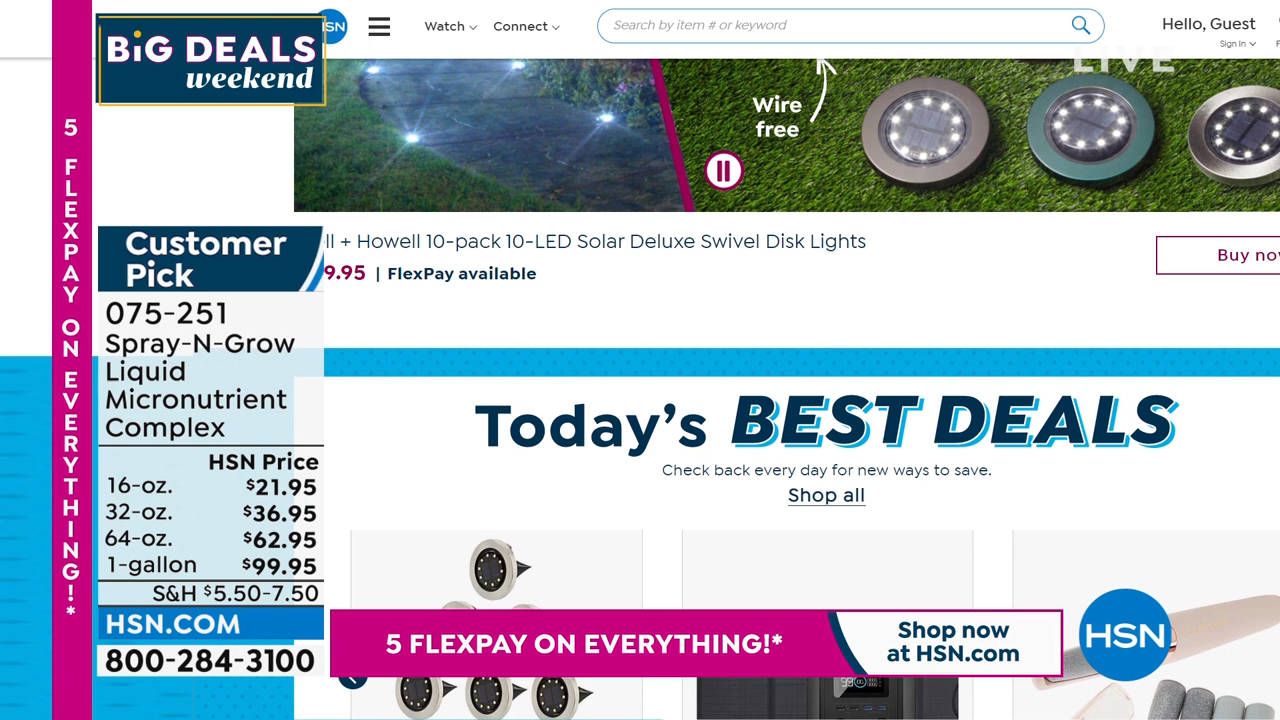 BiG DEALS
weekend
HSN
Watch
Connect
Search by item # or keyword
Hello, Guest
Sign In
LIVE
Wire
free
5 FLEXPAY ON EVERYTHING!*
Customer
Pick
+ Howell 10-pack 10-LED Solar Deluxe Swivel Disk Lights
9.95 | FlexPay available
Buy
075-251
Spray-N-Grow
Liquid
Micronutrient
Complex
HSN Price
16-oz. $21.95
32-oz. $36.95
64-oz. $62.95
1-gallon $99.95
S&H $5.50-7.50
HSN.COM
800-284-3100
Today's BEST DEALS
Check back every day for new ways to save.
Shop all
5 FLEXPAY ON EVERYTHING!*
Shop now
at HSN.com
HSN